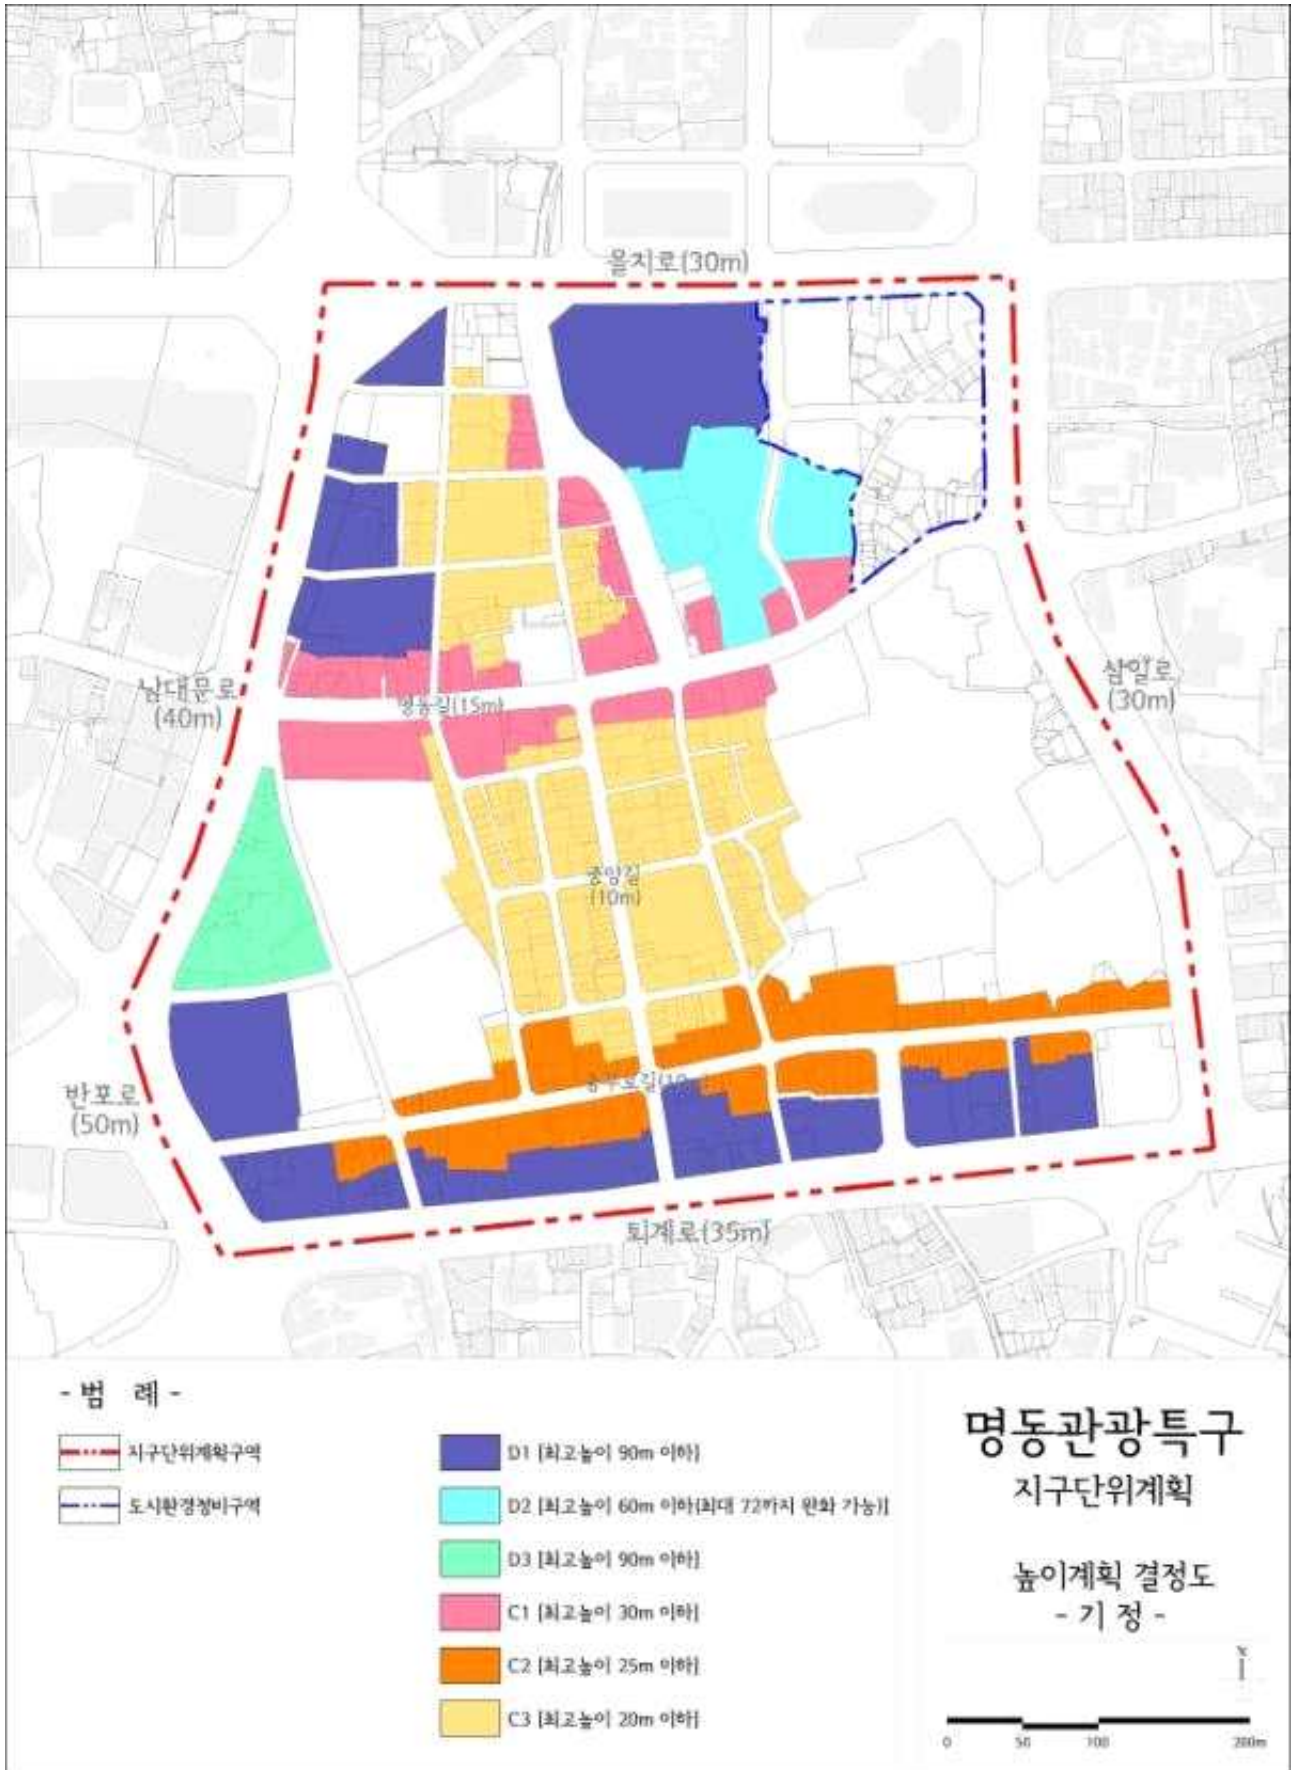 을지로(30m)
남대문로
(40m)
삼일로
(30m)
명동길(15m)
중앙길
(10m)
반포로
(50m)
퇴계로(35m)
- 범 례 -
지구단위계획구역
도시환경정비구역
D1 [최고높이 90m 이하]
D2 [최고높이 60m 이하(최대 72까지 완화 가능)]
D3 [최고높이 90m 이하]
C1 [최고높이 30m 이하]
C2 [최고높이 25m 이하]
C3 [최고높이 20m 이하]
명동관광특구
지구단위계획
높이계획 결정도
- 기 정 -
0 50 100 200m